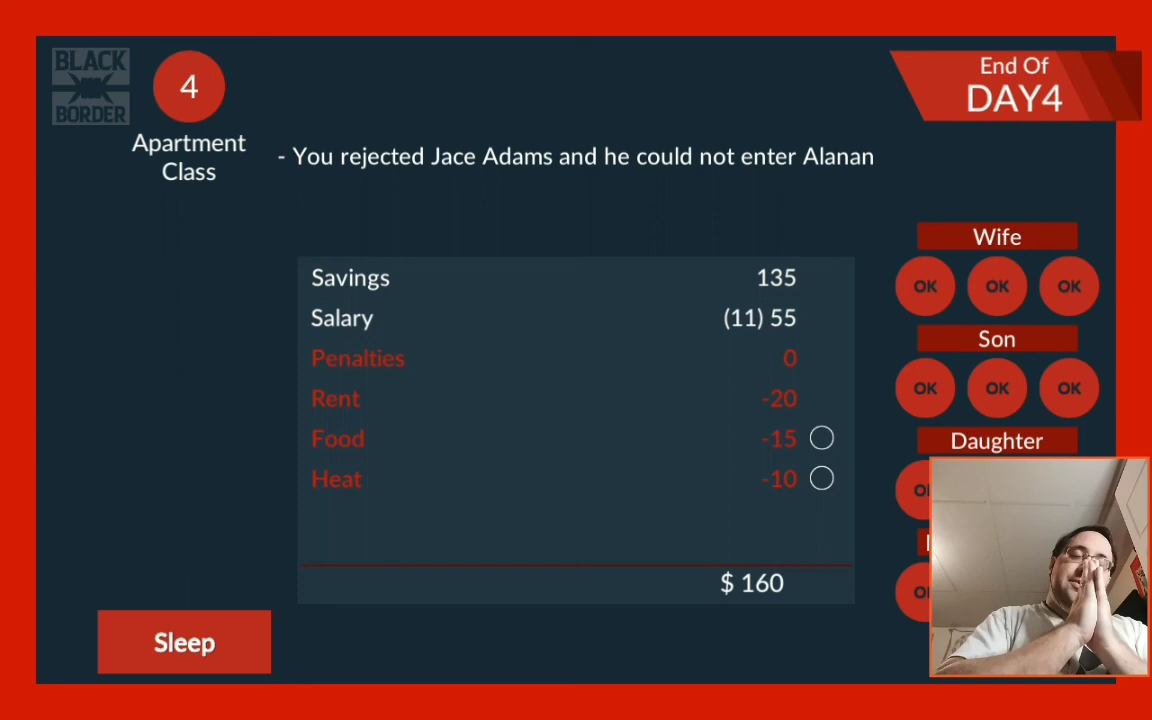 BLACK
BORDER
4
Apartment
Class
End Of
DAY4
- You rejected Jace Adams and he could not enter Alanan
Savings 135
Salary (11) 55
Penalties 0
Rent -20
Food -15
Heat -10
$ 160
Wife
OK OK OK
Son
OK OK OK
Daughter
Sleep